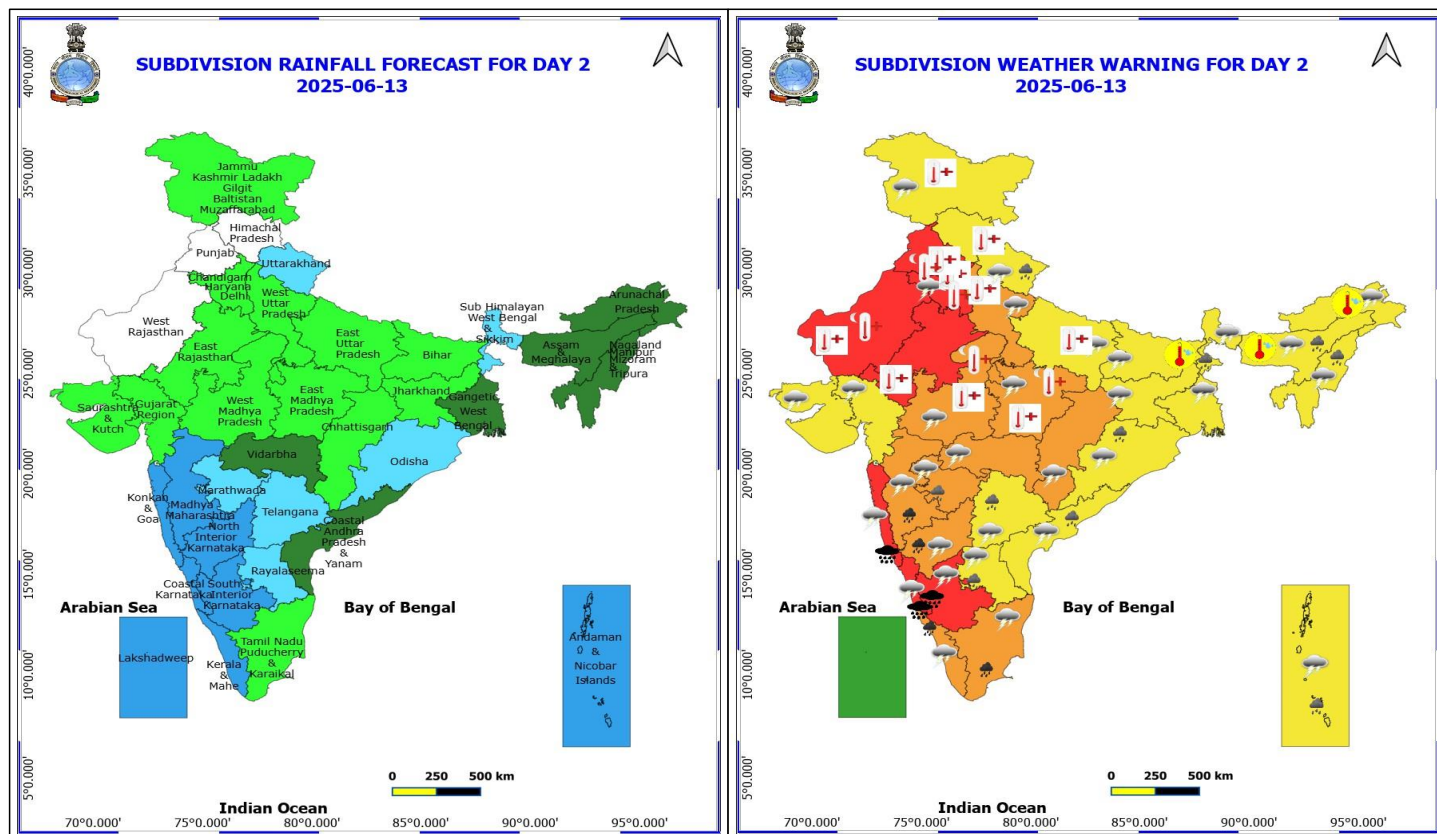 SUBDIVISION RAINFALL FORECAST FOR DAY 2
2025-06-13
40°0.000'
35°0.000'
30°0.000'
25°0.000'
20°0.000'
15°0.000'
10°0.000'
5°0.000'
Jammu
Kashmir Ladakh
Gilgit
Baltistan
Muzaffarabad
Himachal
Pradesh
Punjab
Uttarakhand
Chandigarh
Haryana
Delhi
West
Uttar
Pradesh
West
Rajasthan
East
Rajasthan
East
Uttar
Pradesh
Bihar
Sub Himalayan
West Bengal
&
Sikkim
Arunachal
Pradesh
Assam
&
Meghalaya
Nagaland
Manipur
Mizoram
&
Tripura
Saurashtra
&
Kutch
Gujarat
Region
West
Madhya
Pradesh
East
Madhya
Pradesh
Jharkhand
Gangetic
West
Bengal
Chhattisgarh
Vidarbha
Odisha
Konkan
&
Goa
Madhya
Maharashtra
Marathwada
Telangana
North
Interior
Karnataka
Coastal
Andhra
Pradesh
&
Yanam
Rayalaseema
Coastal
Karnataka
South
Interior
Karnataka
Arabian Sea
Bay of Bengal
Lakshadweep
Kerala
&
Mahe
Tamil Nadu
Puducherry
&
Karaikal
Andaman
&
Nicobar
Islands
0 250 500 km
Indian Ocean
70°0.000' 75°0.000' 80°0.000' 85°0.000' 90°0.000' 95°0.000'
SUBDIVISION WEATHER WARNING FOR DAY 2
2025-06-13
40°0.000'
35°0.000'
30°0.000'
25°0.000'
20°0.000'
15°0.000'
10°0.000'
5°0.000'
Arabian Sea
Bay of Bengal
0 250 500 km
Indian Ocean
70°0.000' 75°0.000' 80°0.000' 85°0.000' 90°0.000' 95°0.000'